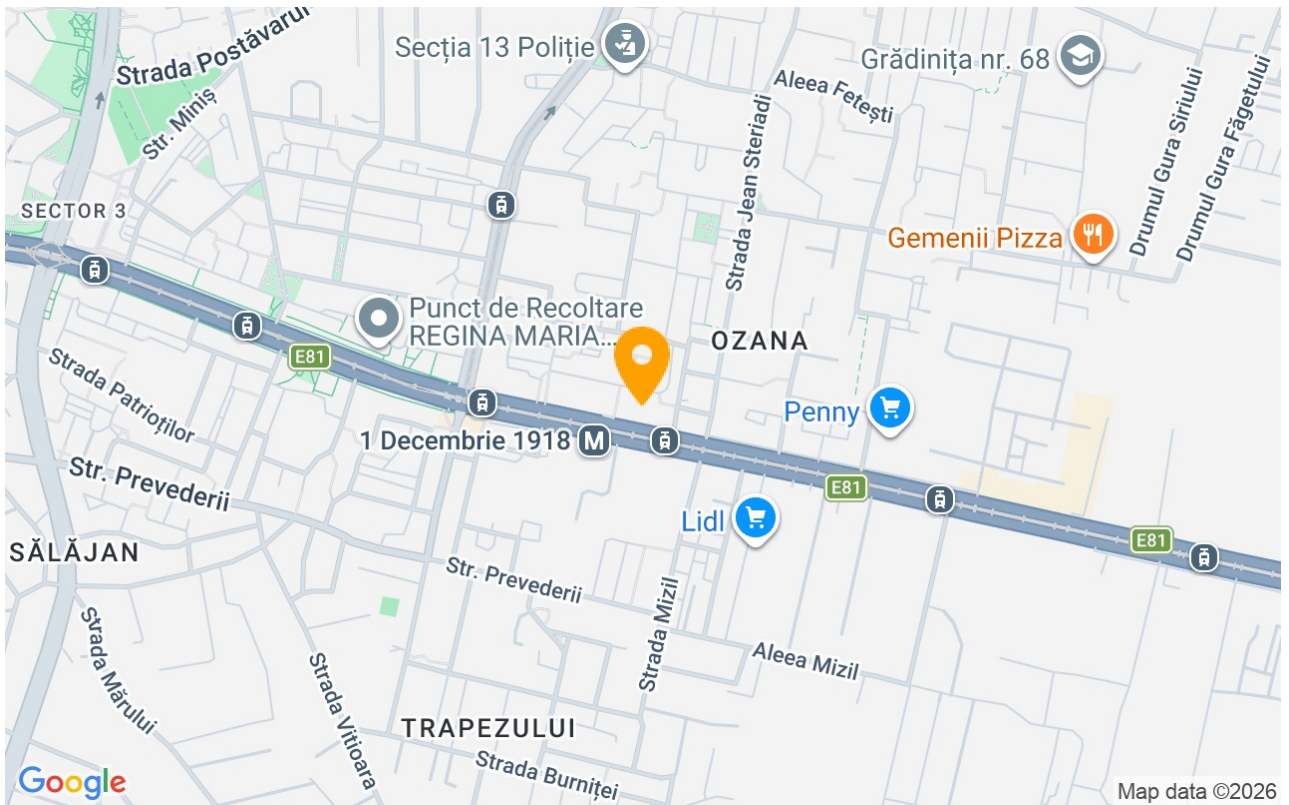 Strada Postăvarul
Secția 13 Poliție
Grădinița nr. 68
Aleea Fetești
Str. Miniș
Strada Jean Steriadi
Drumul Gura Siriului
Drumul Gura Făgetului
SECTOR 3
Gemenii Pizza
Punct de Recoltare
REGINA MARIA...
OZANA
E81
Strada Patrioților
Penny
1 Decembrie 1918
M
Str. Prevederii
E81
Lidl
E81
SĂLĂJAN
Str. Prevederii
Strada Mizil
Aleea Mizil
Strada Mărului
Strada Vitioara
TRAPEZULUI
Strada Burniței
Google
Map data ©2026